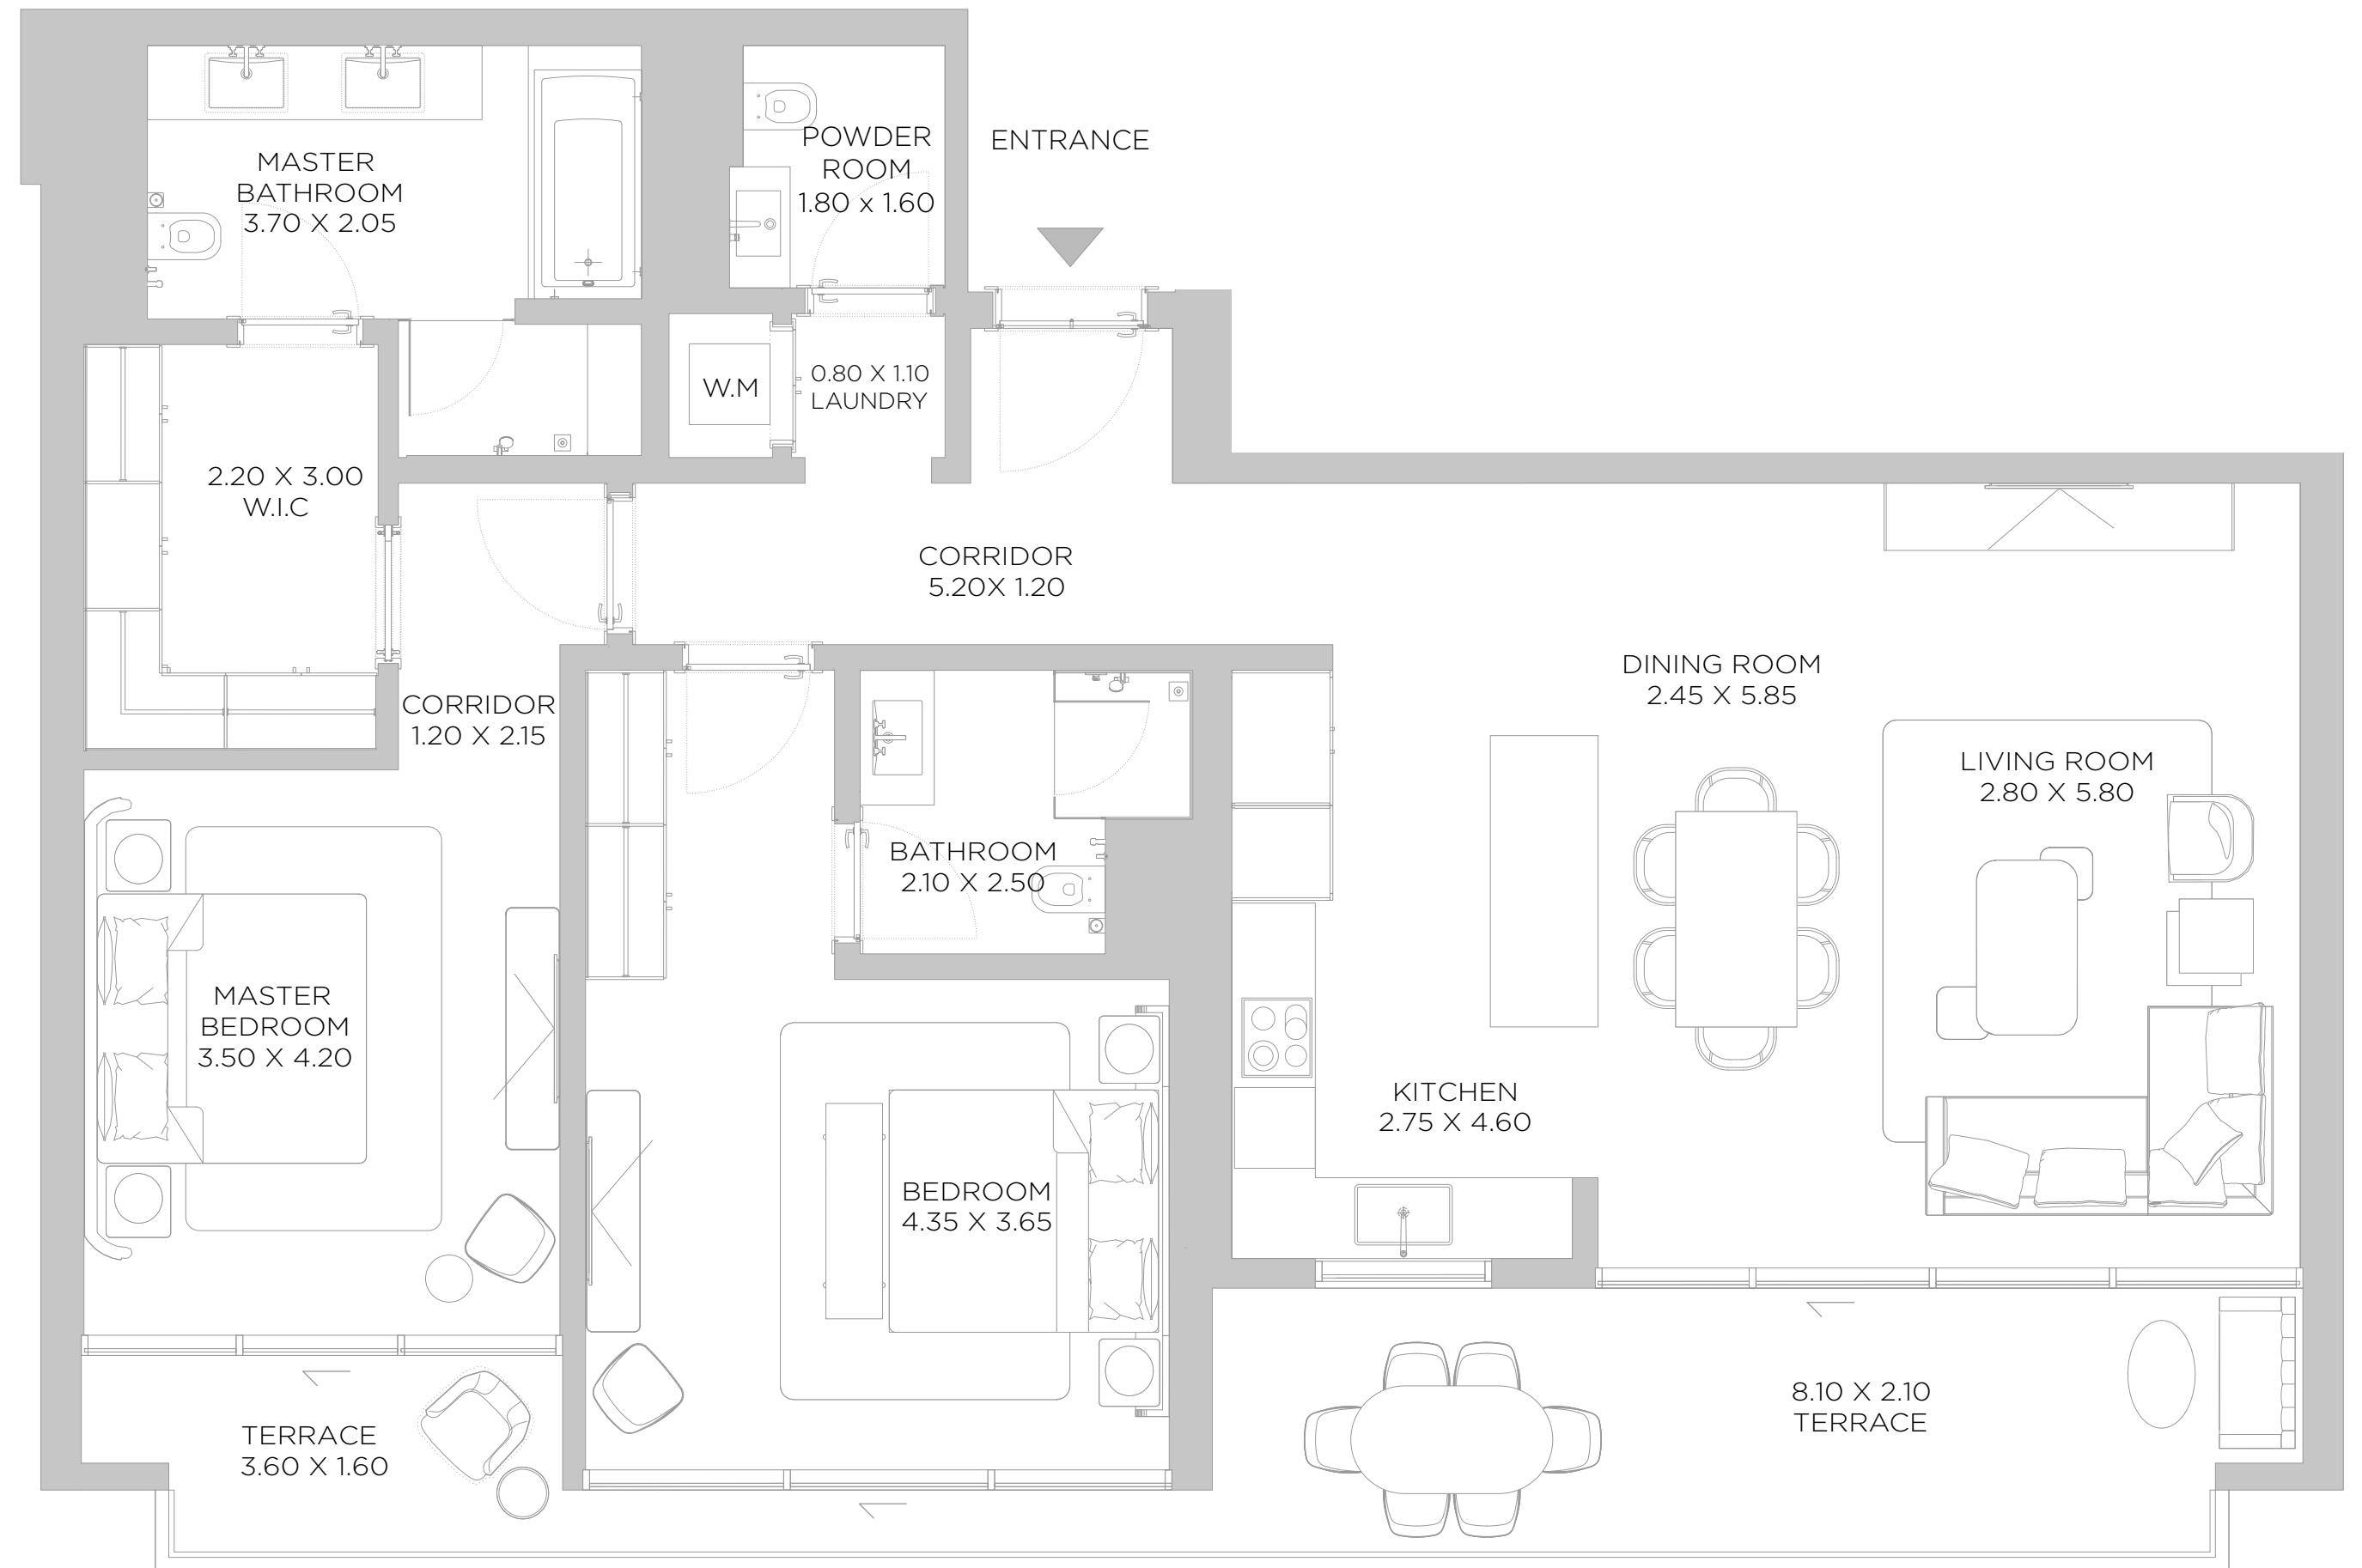 MASTER
BATHROOM
3.70 X 2.05
POWDER
ROOM
1.80 x 1.60
ENTRANCE
W.M
0.80 X 1.10
LAUNDRY
2.20 X 3.00
W.I.C
CORRIDOR
5.20X 1.20
CORRIDOR
1.20 X 2.15
DINING ROOM
2.45 X 5.85
LIVING ROOM
2.80 X 5.80
BATHROOM
2.10 X 2.50
MASTER
BEDROOM
3.50 X 4.20
KITCHEN
2.75 X 4.60
BEDROOM
4.35 X 3.65
TERRACE
3.60 X 1.60
8.10 X 2.10
TERRACE